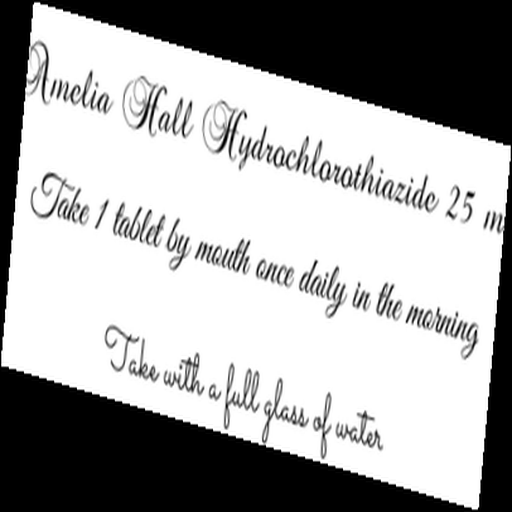 Amelia Hall Hydrochlorothiazide 25 m
Take 1 tablet by mouth once daily in the morning
Take with a full glass of water